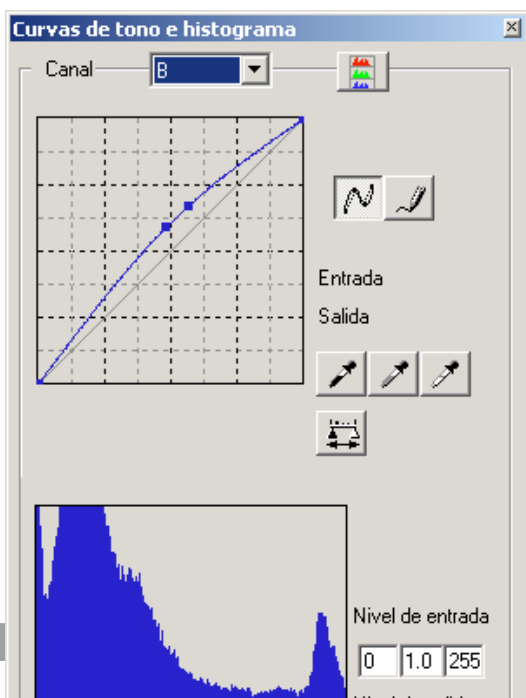 Curvas de tono e histograma
Canal B
Entrada
Salida
Nivel de entrada
0 1.0 255